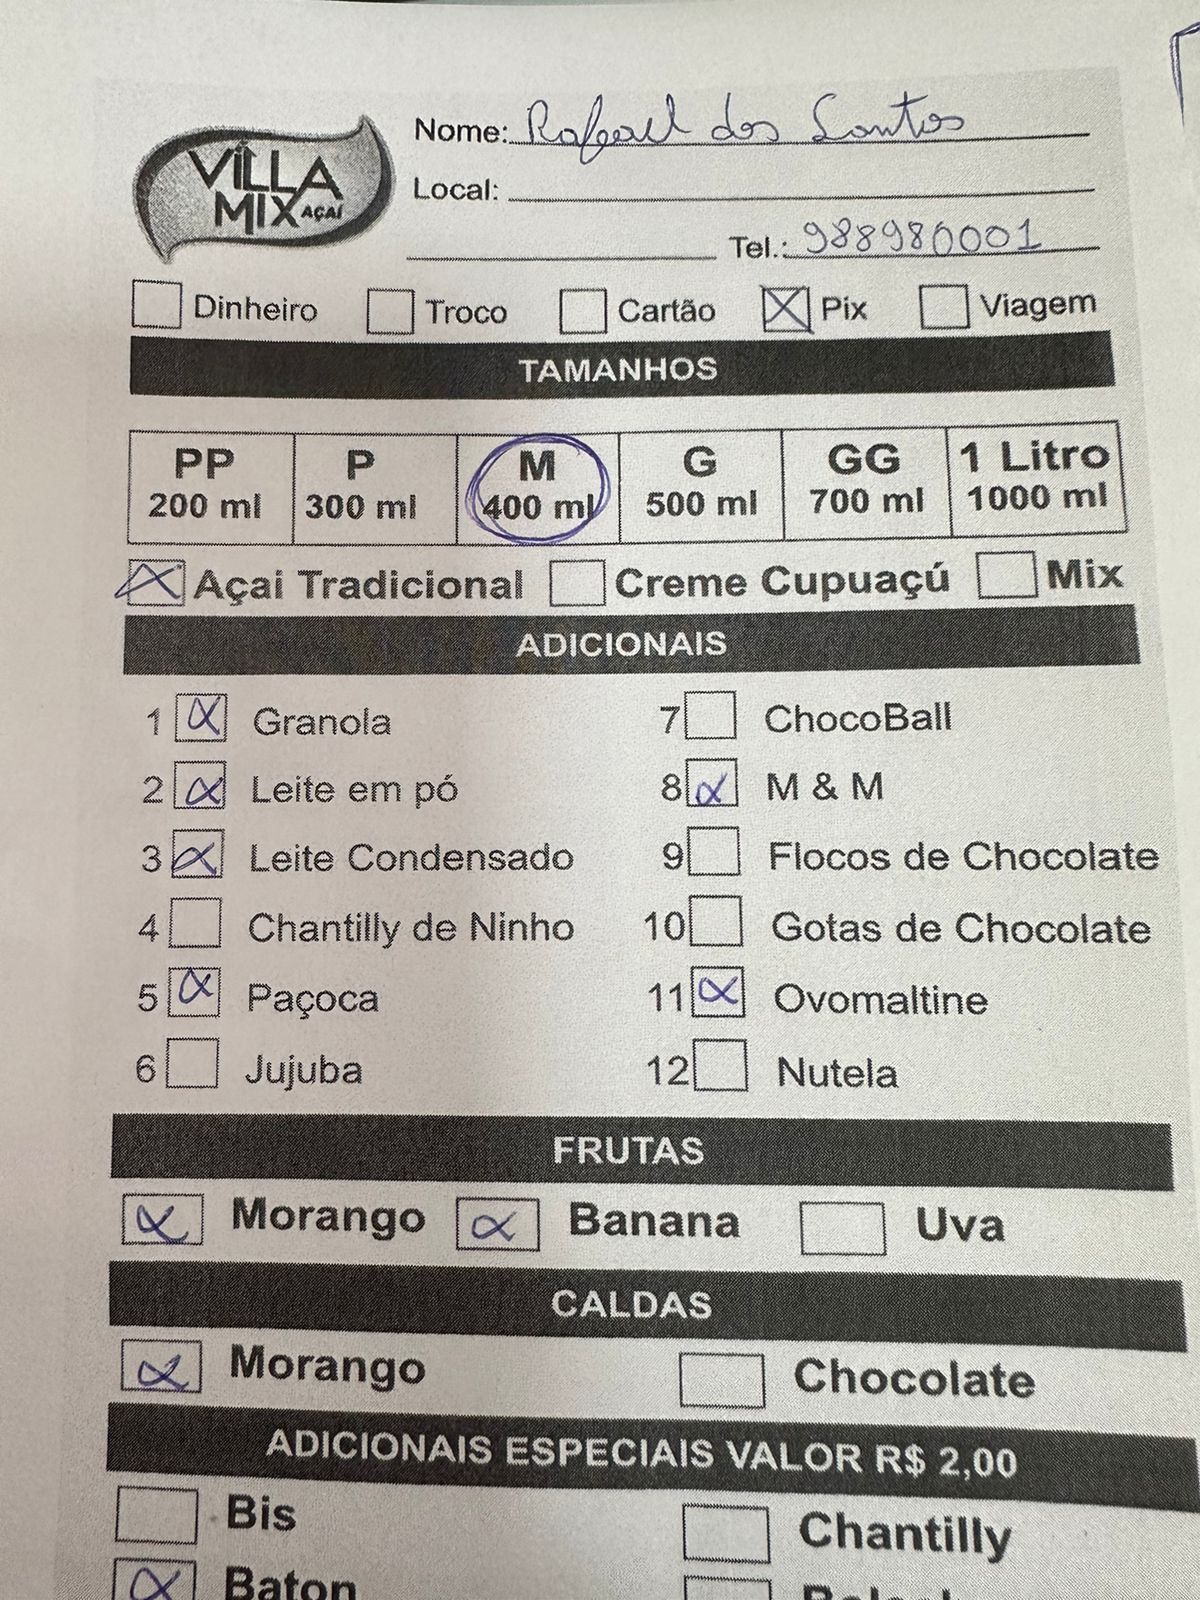 VILLA
MIX AÇAÍ
Nome: Rafael dos Santos
Local:
Tel.: 988980001
Dinheiro Troco Cartão Pix Viagem
TAMANHOS
PP P M G GG 1 Litro
200 ml 300 ml 400 ml 500 ml 700 ml 1000 ml
Açai Tradicional Creme Cupuaçú Mix
ADICIONAIS
1 Granola 7 ChocoBall
2 Leite em pó 8 M & M
3 Leite Condensado 9 Flocos de Chocolate
4 Chantilly de Ninho 10 Gotas de Chocolate
5 Paçoca 11 Ovomaltine
6 Jujuba 12 Nutela
FRUTAS
Morango Banana Uva
CALDAS
Morango Chocolate
ADICIONAIS ESPECIAIS VALOR R$ 2,00
Bis Chantilly
Baton